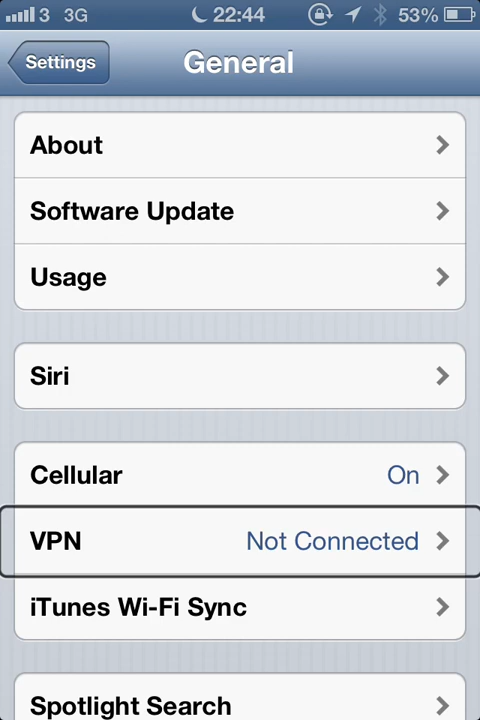 3 3G 22:44 53%
Settings General
About
Software Update
Usage
Siri
Cellular On
VPN Not Connected
iTunes Wi-Fi Sync
Spotlight Search